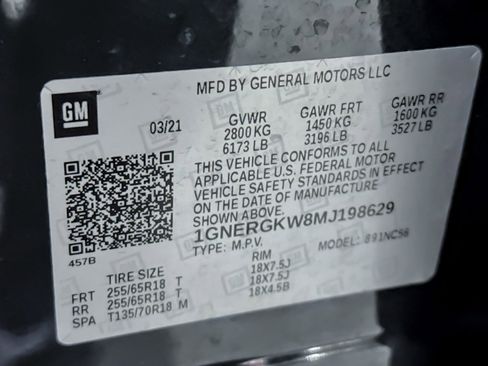 MFD BY GENERAL MOTORS LLC
GM
03/21
GVWR
2800 KG
6173 LB
GAWR FRT
1450 KG
3196 LB
GAWR RR
1600 KG
3527 LB
THIS VEHICLE CONFORMS TO ALL
APPLICABLE U.S. FEDERAL MOTOR
VEHICLE SAFETY STANDARDS IN EFFECT
ON THE DATE OF MANUFACTURE
SHOWN ABOVE.
1GNERGKW8MJ198629
TYPE: M.P.V.
MODEL: 891NC56
457B
TIRE SIZE
RIM
FRT 255/65R18 T 18X7.5J
RR 255/65R18 T 18X7.5J
SPA T135/70R18 M 18X4.5B